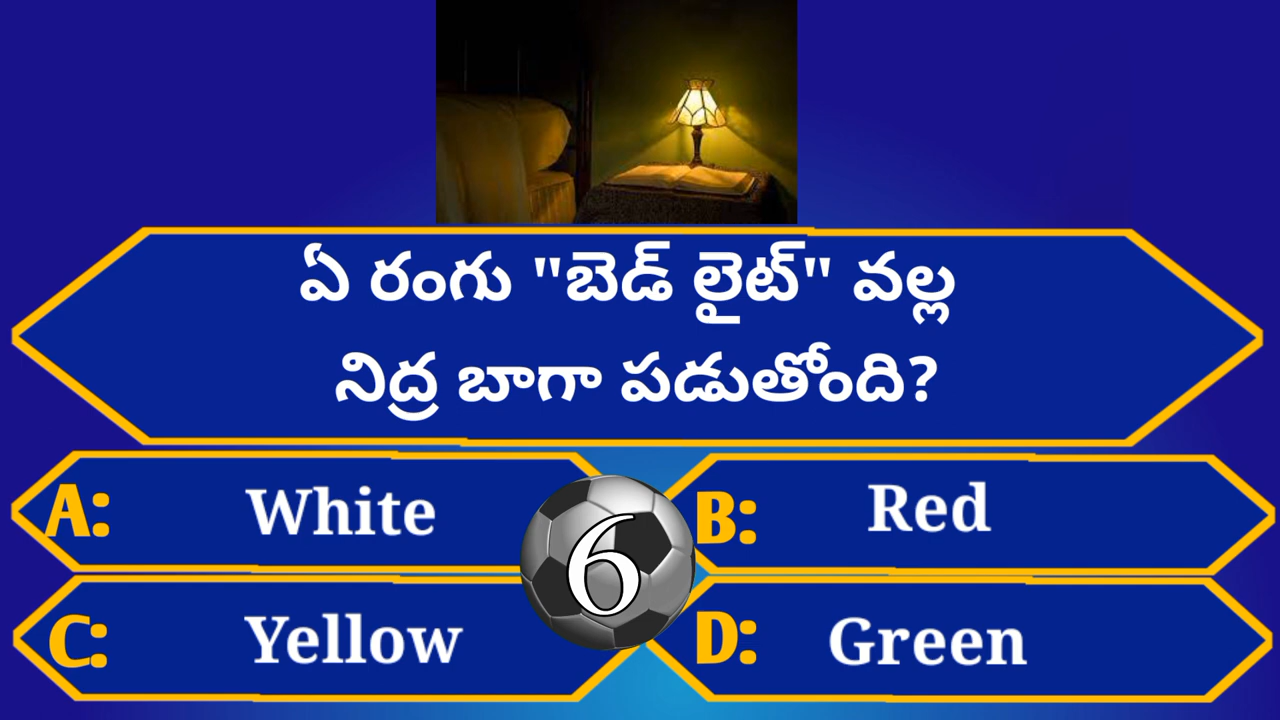 ఏ రంగు "బెడ్ లైట్" వల్ల
నిద్ర బాగా పడుతోంది?
A: White
B: Red
6
C: Yellow
D: Green